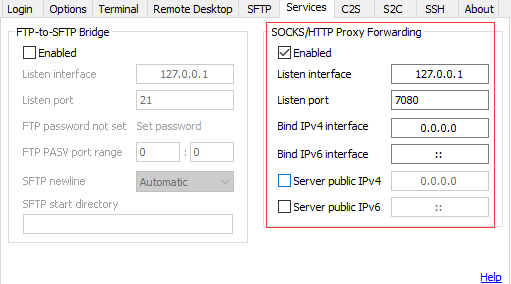 Login Options Terminal Remote Desktop SFTP Services C2S S2C SSH About
FTP-to-SFTP Bridge
Enabled
Listen interface 127.0.0.1
Listen port 21
FTP password not set Set password
FTP PASV port range 0 : 0
SFTP newline Automatic
SFTP start directory
SOCKS/HTTP Proxy Forwarding
Enabled
Listen interface 127.0.0.1
Listen port 7080
Bind IPv4 interface 0.0.0.0
Bind IPv6 interface ::
Server public IPv4 0.0.0.0
Server public IPv6 ::
Help